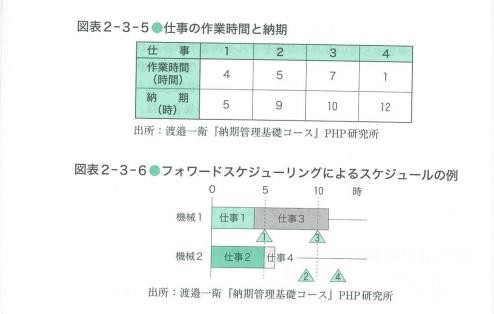 図表2-3-5●仕事の作業時間と納期
仕　事 1 2 3 4
作業時間
（時間） 4 5 7 1
納　期
（時） 5 9 10 12
出所：渡邉一衛『納期管理基礎コース』PHP研究所
図表2-3-6●フォワードスケジューリングによるスケジュールの例
0 5 10 時
機械1 仕事1 仕事3
1 3
機械2 仕事2 仕事4
2 4
出所：渡邉一衛『納期管理基礎コース』PHP研究所